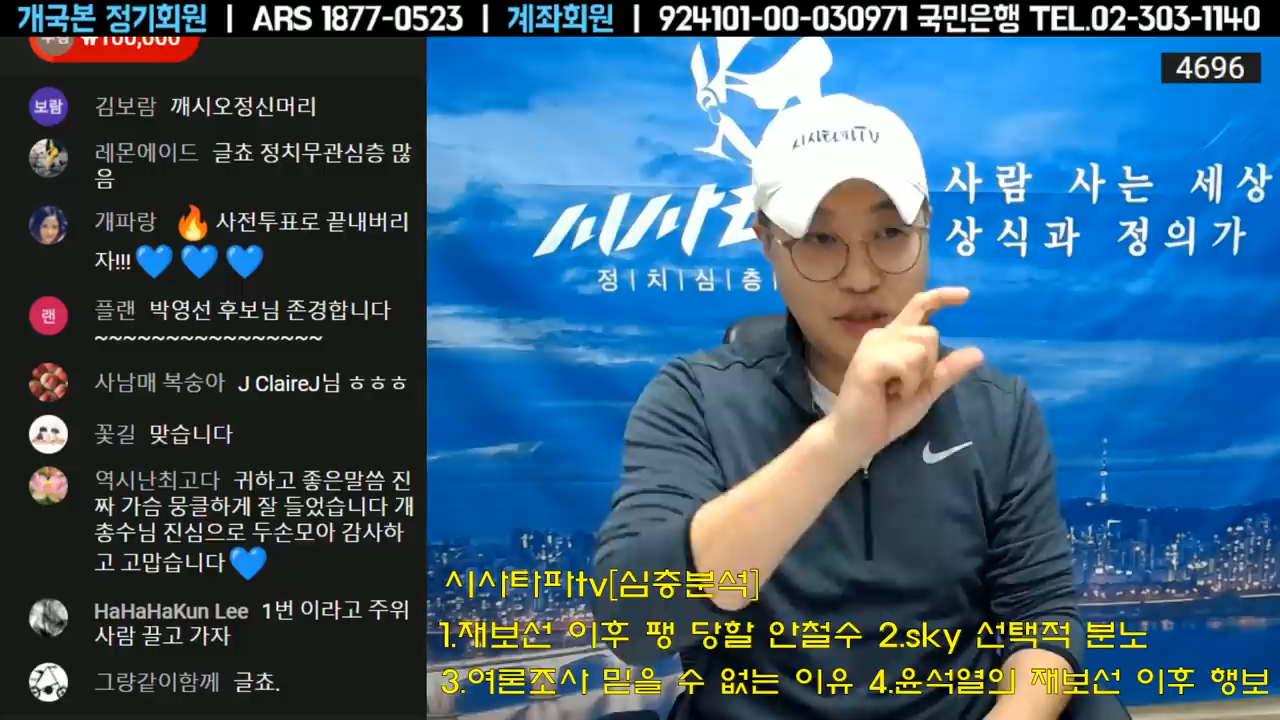 개국본 정기회원 | ARS 1877-0523 | 계좌회원 | 924101-00-030971 국민은행 TEL.02-303-1140
₩100,000
4696
보람 김보람 깨시오정신머리
레몬에이드 글쵸 정치무관심층 많
음
개파랑 🔥사전투표로 끝내버리
자!!!💙💙💙
랜 플랜 박영선 후보님 존경합니다
~~~~~~~~~~~~~~~~
사남매 복숭아 J ClaireJ님 ㅎㅎㅎ
꽃길 맞습니다
역시난최고다 귀하고 좋은말씀 진
짜 가슴 뭉클하게 잘 들었습니다 개
총수님 진심으로 두손모아 감사하
고 고맙습니다💙
HaHaHaKun Lee 1번 이라고 주위
사람 끌고 가자
그량같이함께 글쵸.
시사타파TV
시사타
정|치|심|층|
사람 사는 세상
상식과 정의가
시사타파tv[심층분석]
1.재보선 이후 팽 당할 안철수 2.sky 선택적 분노
3.여론조사 믿을 수 없는 이유 4.윤석열의 재보선 이후 행보